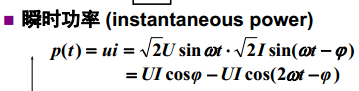 ■ 瞬时功率 (instantaneous power)
p(t) = ui = √2U sin ωt · √2I sin(ωt − φ)
= UI cosφ − UI cos(2ωt − φ)